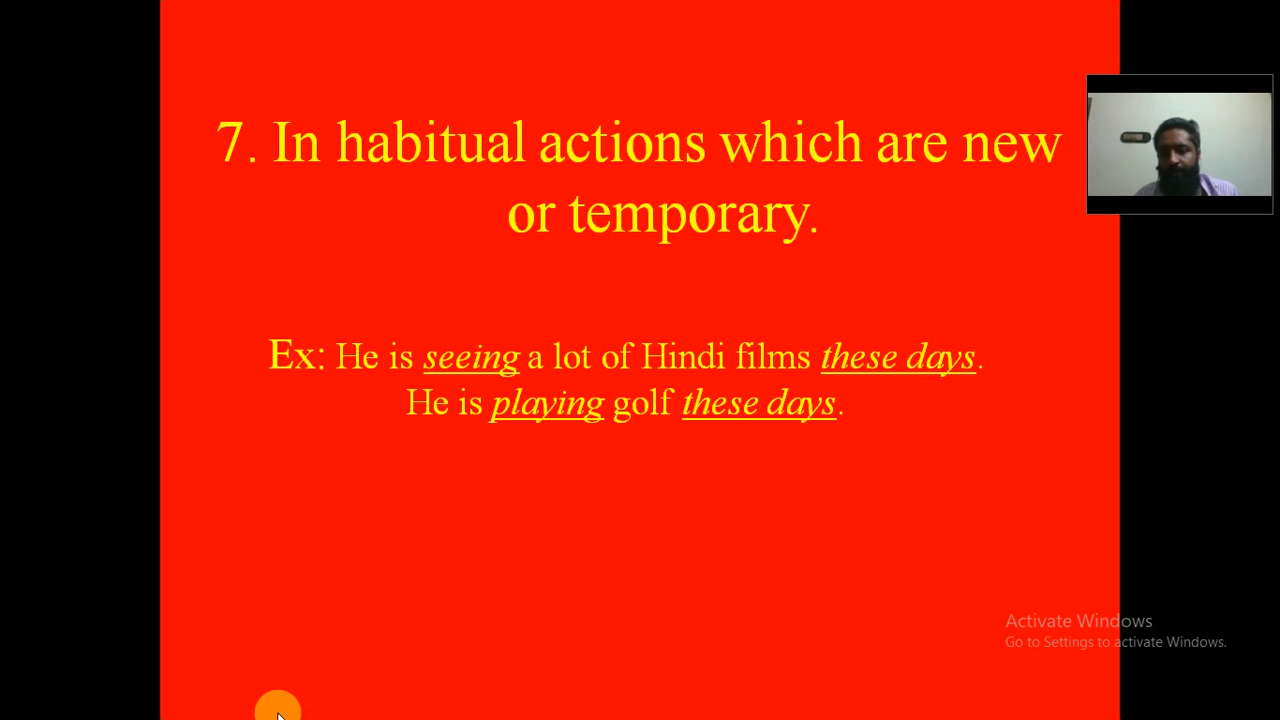 7. In habitual actions which are new
or temporary.
Ex: He is seeing a lot of Hindi films these days.
He is playing golf these days.
Activate Windows
Go to Settings to activate Windows.